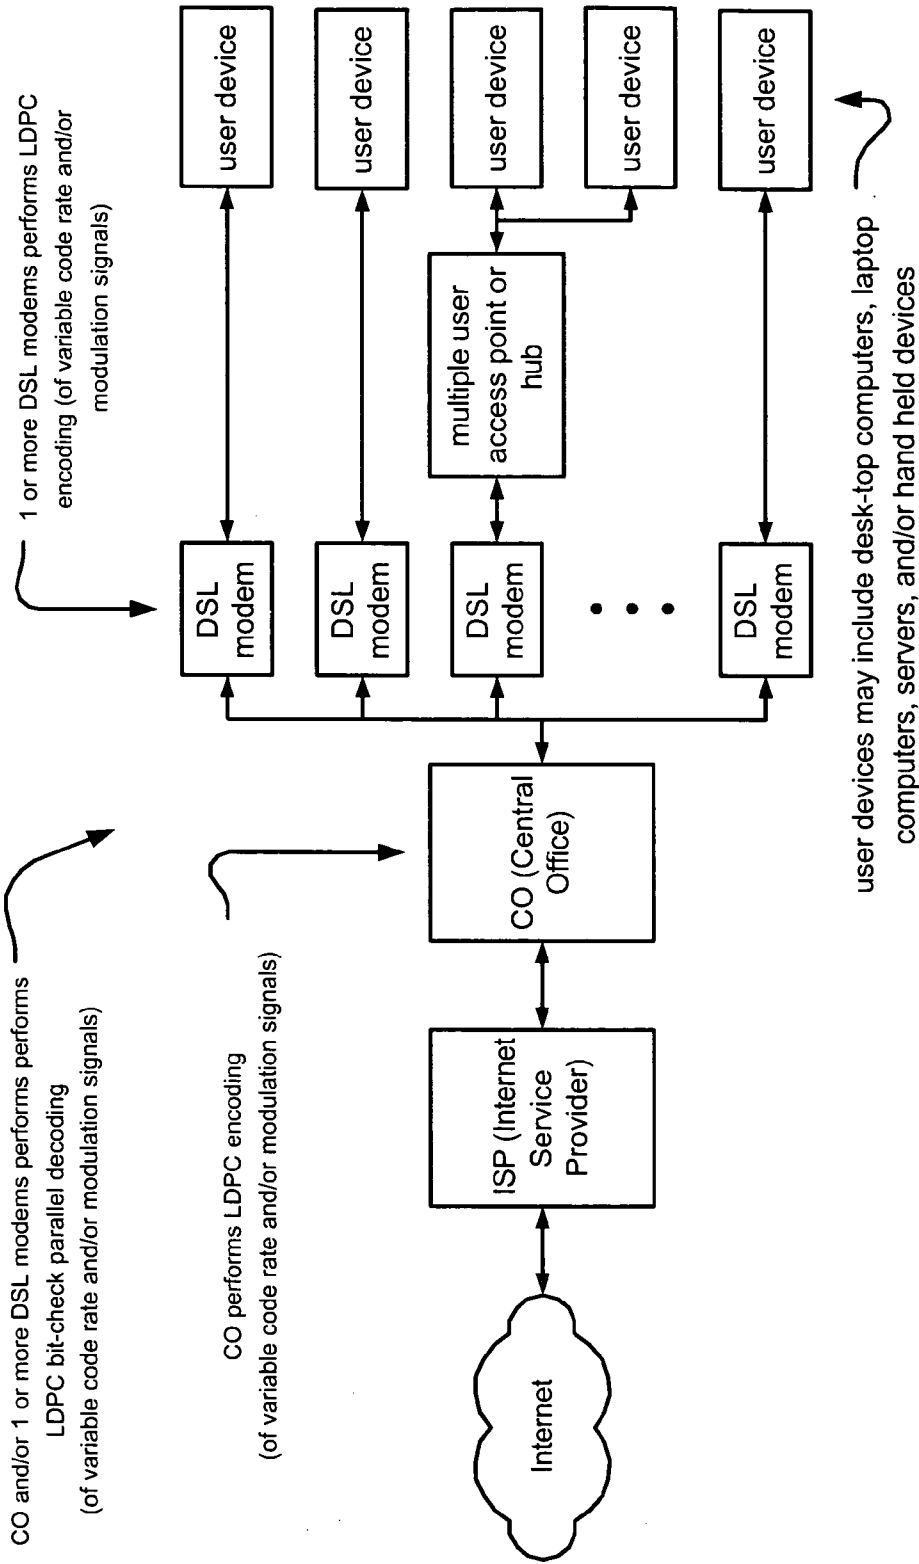 CO and/or 1 or more DSL modems performs
LDPC bit-check parallel decoding
(of variable code rate and/or modulation signals)
1 or more DSL modems performs LDPC
encoding (of variable code rate and/or
modulation signals)
CO performs LDPC encoding
(of variable code rate and/or modulation signals)
Internet
ISP (Internet
Service
Provider)
CO (Central
Office)
DSL
modem
user device
DSL
modem
user device
DSL
modem
multiple user
access point or
hub
user device
user device
DSL
modem
user device
user devices may include desk-top computers, laptop
computers, servers, and/or hand held devices